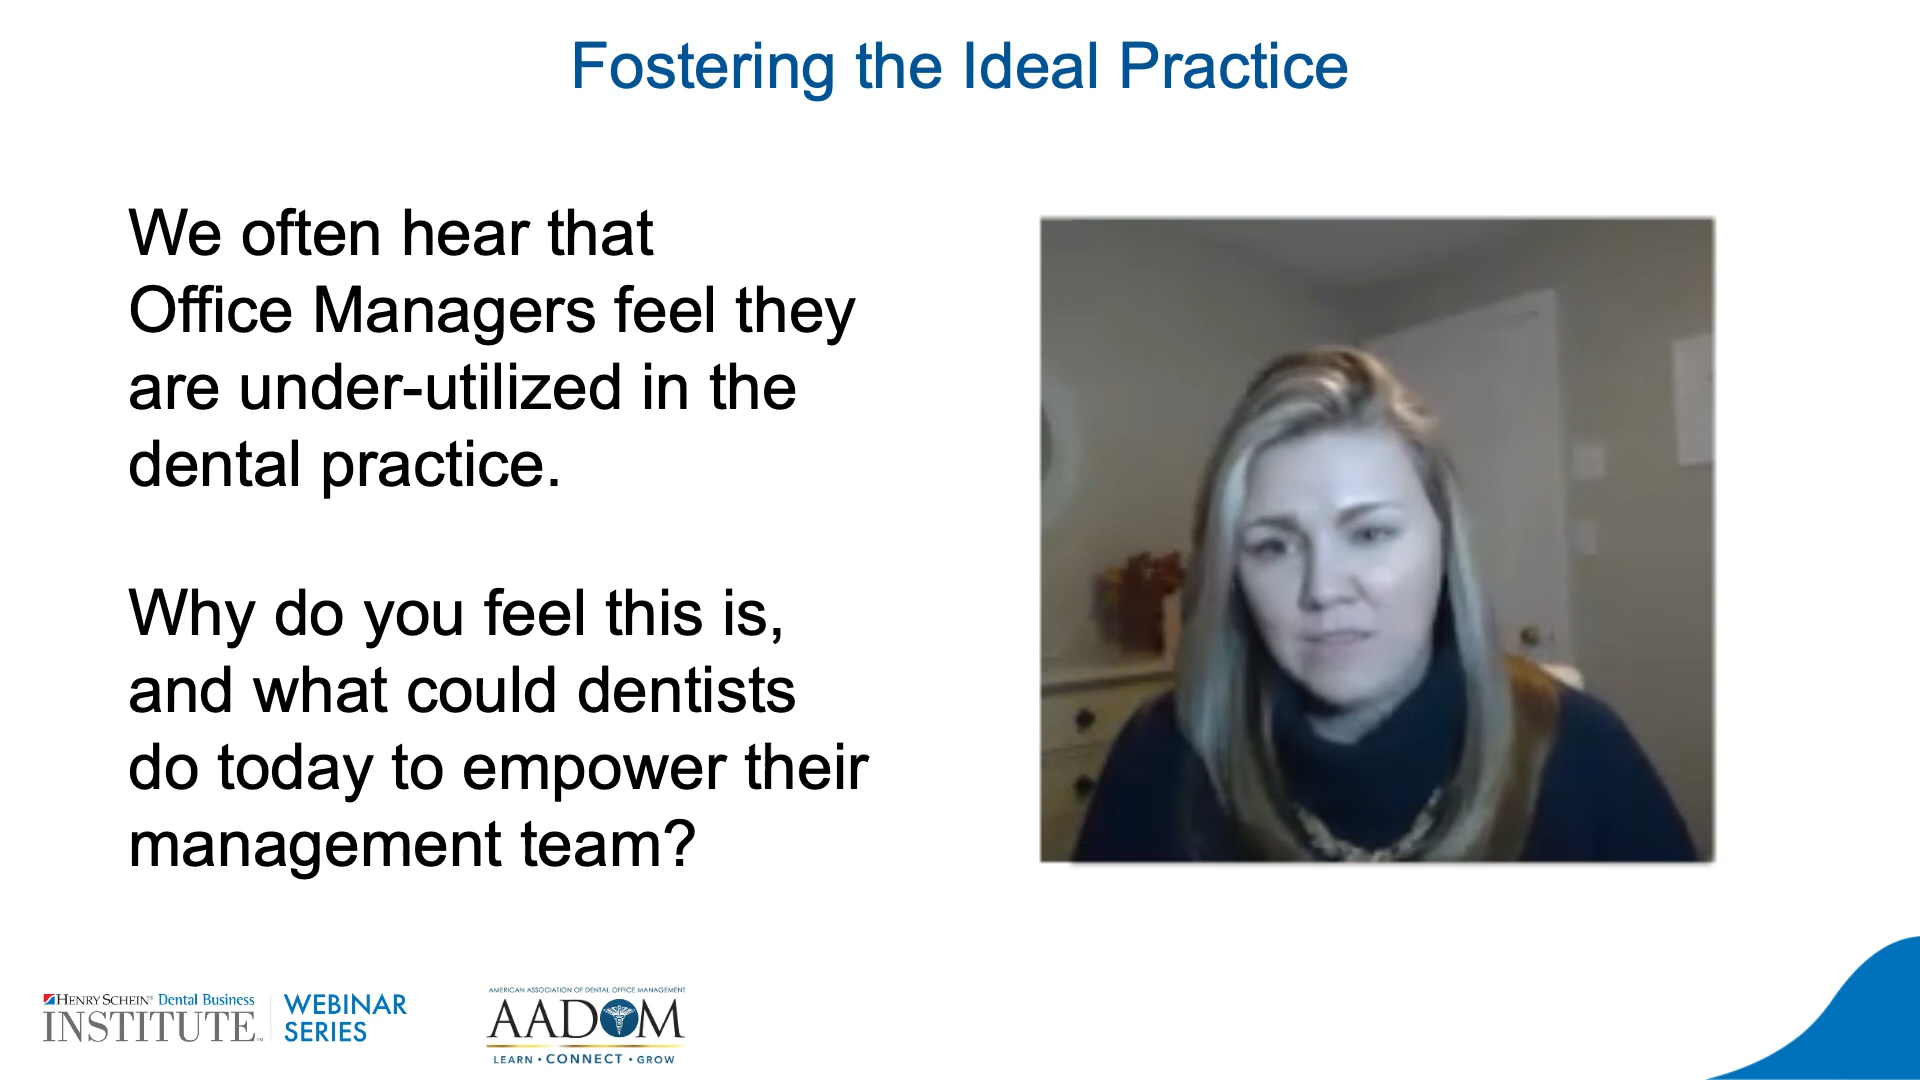 Fostering the Ideal Practice
We often hear that
Office Managers feel they
are under-utilized in the
dental practice.
Why do you feel this is,
and what could dentists
do today to empower their
management team?
HENRY SCHEIN® Dental Business
INSTITUTE™
WEBINAR
SERIES
AMERICAN ASSOCIATION OF DENTAL OFFICE MANAGEMENT
AADOM
LEARN • CONNECT • GROW